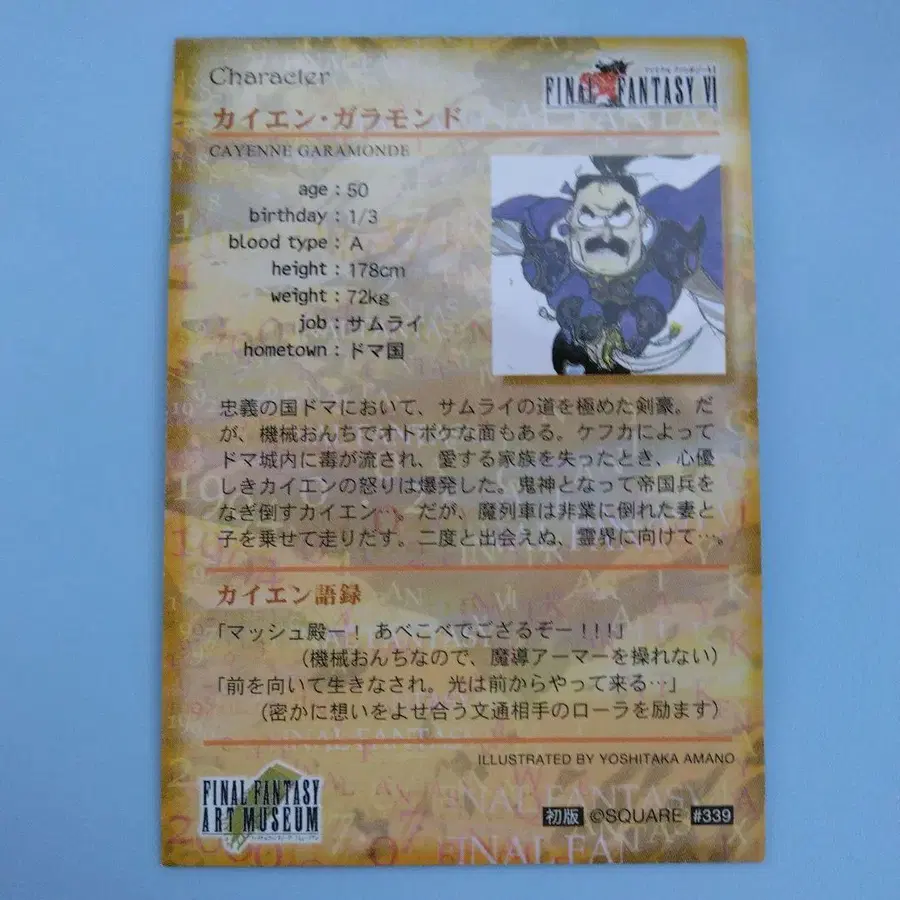 Character
ファイナルファンタジーVI
FINAL FANTASY VI
カイエン・ガラモンド
CAYENNE GARAMONDE
age : 50
birthday : 1/3
blood type : A
height : 178cm
weight : 72kg
job : サムライ
hometown : ドマ国
忠義の国ドマにおいて、サムライの道を極めた剣豪。だ
が、機械おんちでオトボケな面もある。ケフカによって
ドマ城内に毒が流され、愛する家族を失ったとき、心優
しきカイエンの怒りは爆発した。鬼神となって帝国兵を
なぎ倒すカイエン…。だが、魔列車は非業に倒れた妻と
子を乗せて走りだす。二度と出会えぬ、霊界に向けて…。
カイエン語録
「マッシュ殿ー！ あべこべでござるぞー！！！」
（機械おんちなので、魔導アーマーを操れない）
「前を向いて生きなされ。光は前からやって来る…」
（密かに想いをよせ合う文通相手のローラを励ます）
ILLUSTRATED BY YOSHITAKA AMANO
FINAL FANTASY
ART MUSEUM
初版 ©SQUARE #339